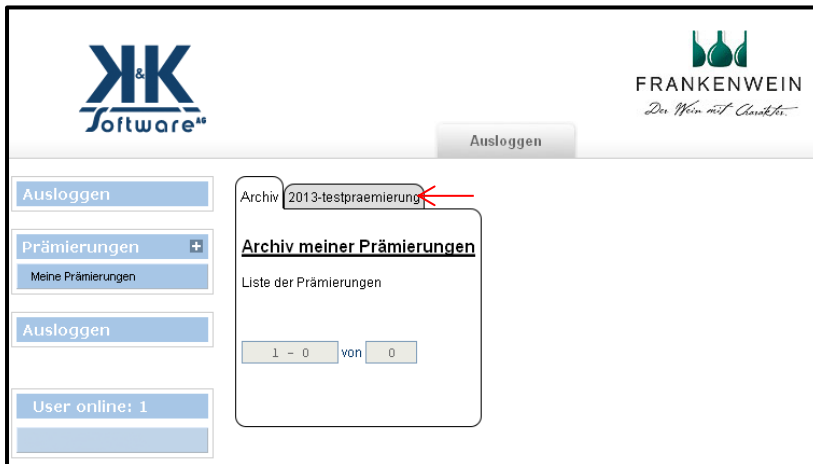 K&K
Software AG
FRANKENWEIN
Der Wein mit Charakter.
Ausloggen
Ausloggen
Prämierungen
Meine Prämierungen
Ausloggen
User online: 1
Archiv
2013-testpraemierung
Archiv meiner Prämierungen
Liste der Prämierungen
1 - 0 von 0